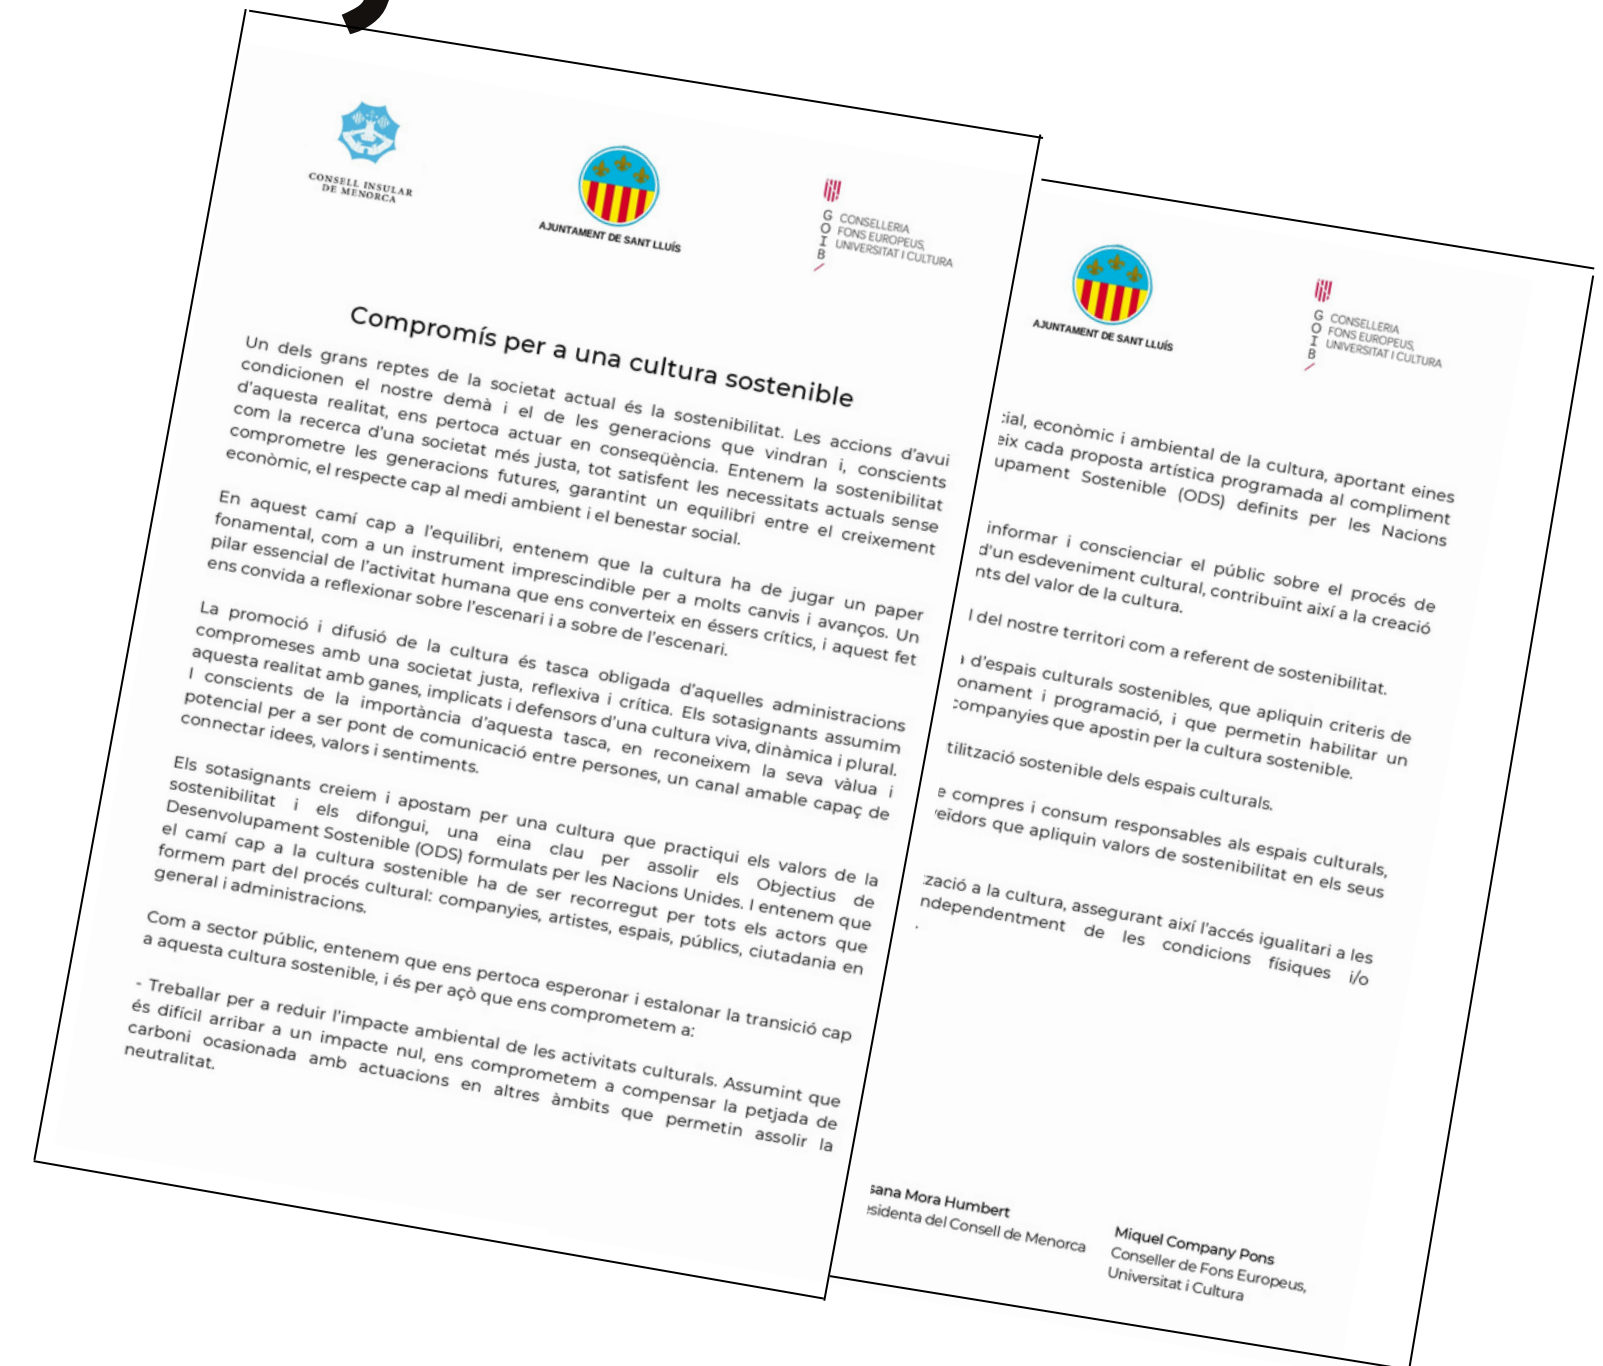 CONSELL INSULAR
DE MENORCA
AJUNTAMENT DE SANT LLUÍS
GOIB
CONSELLERIA
FONS EUROPEUS,
UNIVERSITAT I CULTURA
Compromís per a una cultura sostenible
Un dels grans reptes de la societat actual és la sostenibilitat. Les accions d'avui
condicionen el nostre demà i el de les generacions que vindran i, conscients
d'aquesta realitat, ens pertoca actuar en conseqüència. Entenem la sostenibilitat
com la recerca d'una societat més justa, tot satisfent les necessitats actuals sense
comprometre les generacions futures, garantint un equilibri entre el creixement
econòmic, el respecte cap al medi ambient i el benestar social.
En aquest camí cap a l'equilibri, entenem que la cultura ha de jugar un paper
fonamental, com a un instrument imprescindible per a molts canvis i avanços. Un
pilar essencial de l'activitat humana que ens converteix en éssers crítics, i aquest fet
ens convida a reflexionar sobre l'escenari i a sobre de l'escenari.
La promoció i difusió de la cultura és tasca obligada d'aquelles administracions
compromeses amb una societat justa, reflexiva i crítica. Els sotasignants assumim
aquesta realitat amb ganes, implicats i defensors d'una cultura viva, dinàmica i plural.
I conscients de la importància d'aquesta tasca, en reconeixem la seva vàlua i
potencial per a ser pont de comunicació entre persones, un canal amable capaç de
connectar idees, valors i sentiments.
Els sotasignants creiem i apostam per una cultura que practiqui els valors de la
sostenibilitat i els difongui, una eina clau per assolir els Objectius de
Desenvolupament Sostenible (ODS) formulats per les Nacions Unides. I entenem que
el camí cap a la cultura sostenible ha de ser recorregut per tots els actors que
formem part del procés cultural: companyies, artistes, espais, públics, ciutadania en
general i administracions.
Com a sector públic, entenem que ens pertoca esperonar i estalonar la transició cap
a aquesta cultura sostenible, i és per açò que ens comprometem a:
- Treballar per a reduir l'impacte ambiental de les activitats culturals. Assumint que
és difícil arribar a un impacte nul, ens comprometem a compensar la petjada de
carboni ocasionada amb actuacions en altres àmbits que permetin assolir la
neutralitat.
AJUNTAMENT DE SANT LLUÍS
GOIB
CONSELLERIA
FONS EUROPEUS,
UNIVERSITAT I CULTURA
cial, econòmic i ambiental de la cultura, aportant eines
eix cada proposta artística programada al compliment
upament Sostenible (ODS) definits per les Nacions
informar i conscienciar el públic sobre el procés de
d'un esdeveniment cultural, contribuint així a la creació
nts del valor de la cultura.
l del nostre territori com a referent de sostenibilitat.
d'espais culturals sostenibles, que apliquin criteris de
onament i programació, i que permetin habilitar un
companyies que apostin per la cultura sostenible.
tilització sostenible dels espais culturals.
e compres i consum responsables als espais culturals,
veïdors que apliquin valors de sostenibilitat en els seus
zació a la cultura, assegurant així l'accés igualitari a les
ndependentment de les condicions físiques i/o
.
sana Mora Humbert
esidenta del Consell de Menorca
Miquel Company Pons
Conseller de Fons Europeus,
Universitat i Cultura